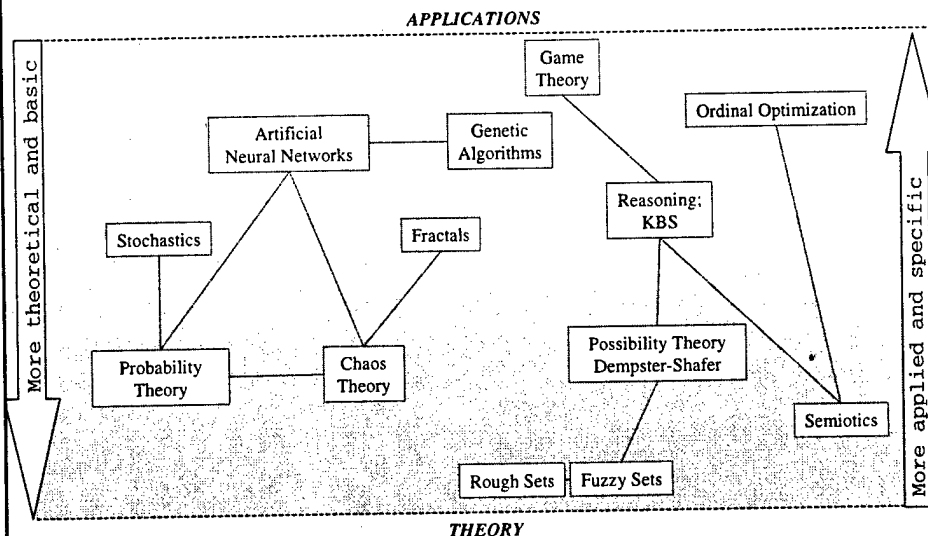 APPLICATIONS
More theoretical and basic
Game
Theory
Ordinal Optimization
Artificial
Neural Networks
Genetic
Algorithms
Reasoning;
KBS
Stochastics
Fractals
Probability
Theory
Chaos
Theory
Possibility Theory
Dempster-Shafer
Semiotics
Rough Sets
Fuzzy Sets
More applied and specific
THEORY